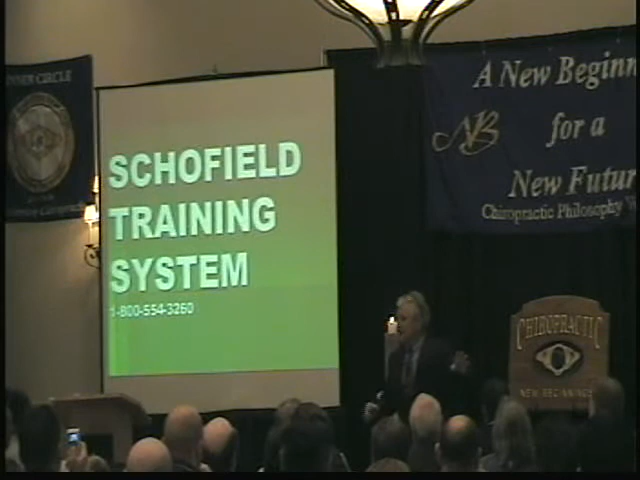 SCHOFIELD
TRAINING
SYSTEM
1-800-554-3260
A New Beginn
for a
New Futur
Chiropractic Philosophy
NB
CHIROPRACTIC
NEW BEGINNINGS
INNER CIRCLE